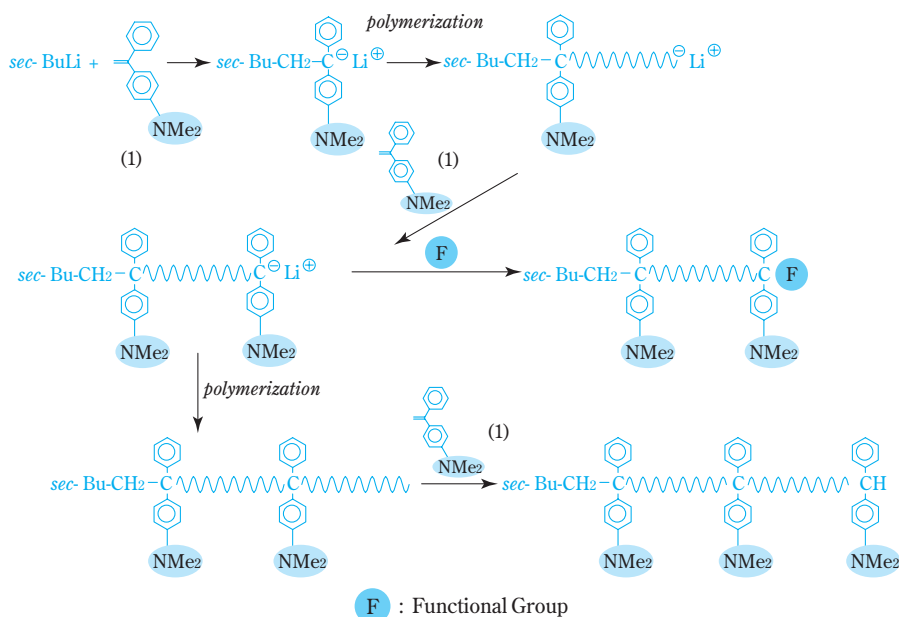 polymerization
sec- BuLi +
sec- Bu-CH2 – C ⊖ Li ⊕
sec- Bu-CH2 – C ⊖ Li ⊕
NMe2
NMe2
NMe2
(1)
(1)
NMe2
F
sec- Bu-CH2 – C C ⊖ Li ⊕
sec- Bu-CH2 – C C F
NMe2
NMe2
NMe2
NMe2
polymerization
(1)
NMe2
sec- Bu-CH2 – C C
sec- Bu-CH2 – C C CH
NMe2
NMe2
NMe2
NMe2
NMe2
F : Functional Group